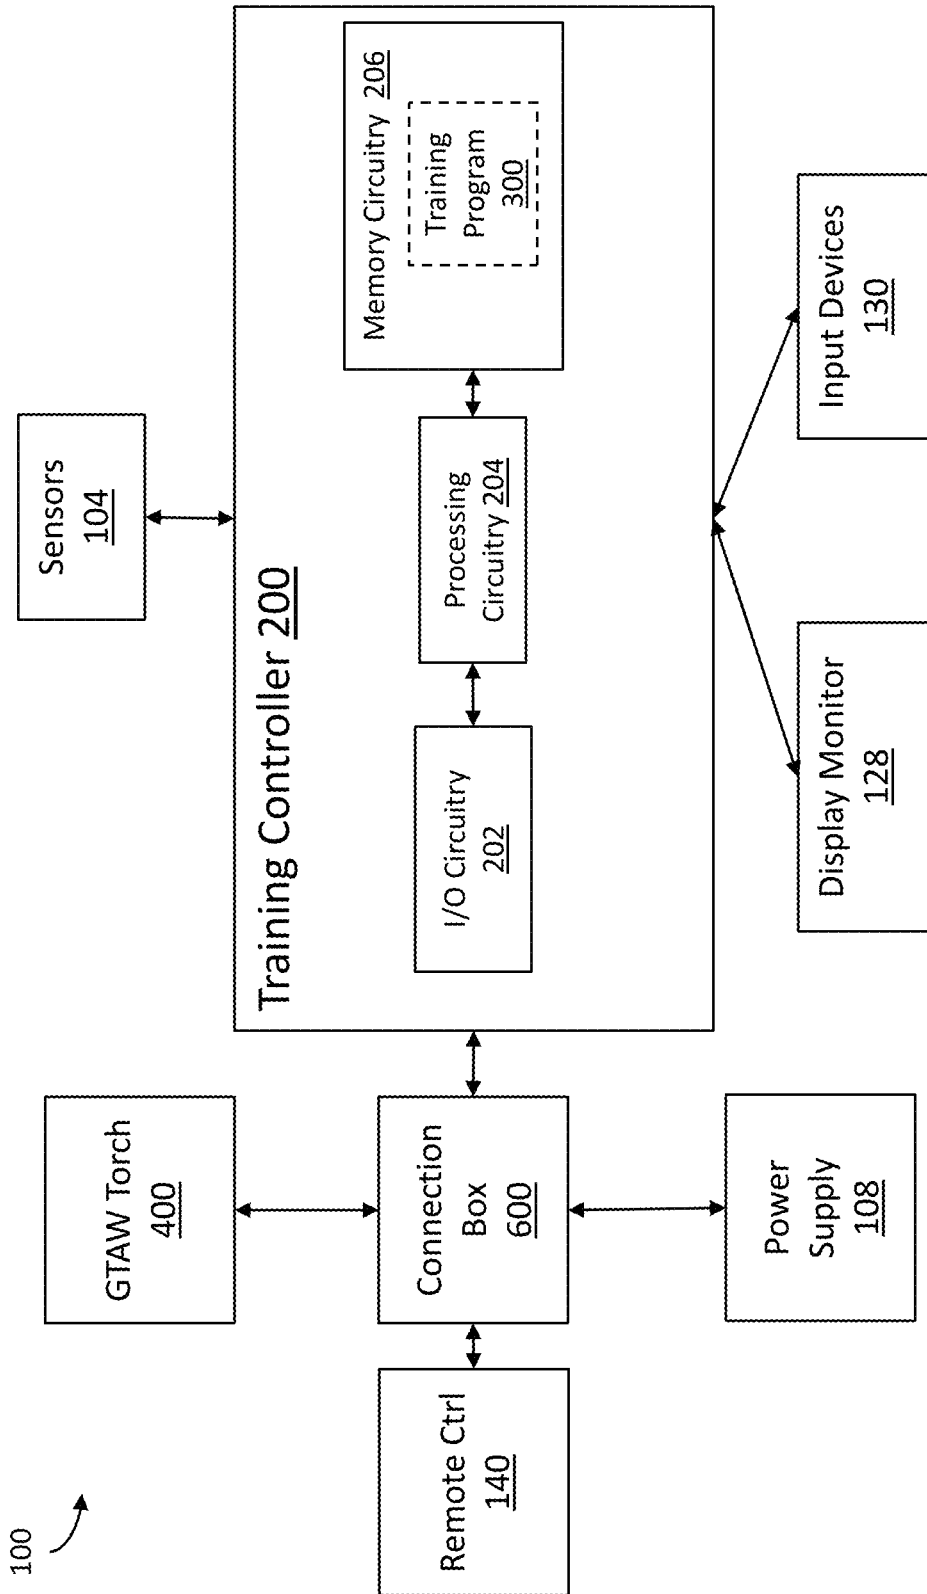 100
Remote Ctrl
140
GTAW Torch
400
Connection
Box
600
Power
Supply
108
Sensors
104
Training Controller 200
I/O Circuitry
202
Processing
Circuitry 204
Memory Circuitry 206
Training
Program
300
Display Monitor
128
Input Devices
130